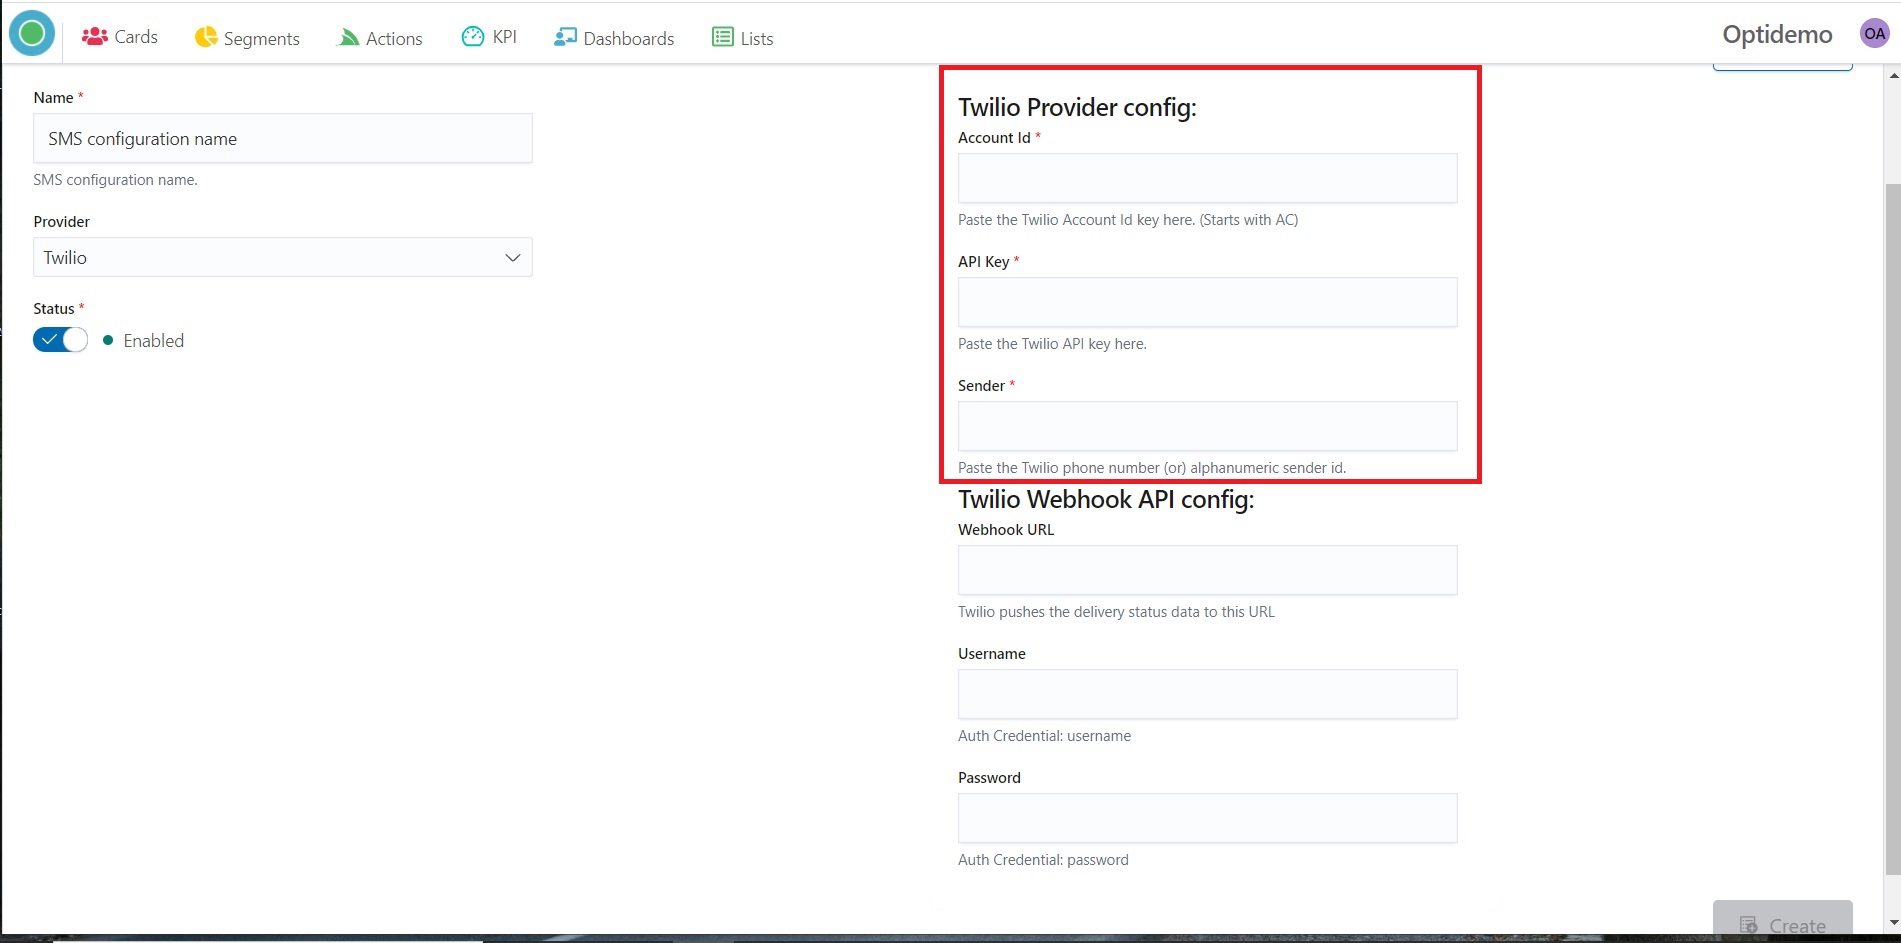 Cards
Segments
Actions
KPI
Dashboards
Lists
Optidemo
OA
Name *
SMS configuration name
SMS configuration name.
Provider
Twilio
Status *
Enabled
Twilio Provider config:
Account Id *
Paste the Twilio Account Id key here. (Starts with AC)
API Key *
Paste the Twilio API key here.
Sender *
Paste the Twilio phone number (or) alphanumeric sender id.
Twilio Webhook API config:
Webhook URL
Twilio pushes the delivery status data to this URL
Username
Auth Credential: username
Password
Auth Credential: password
Create